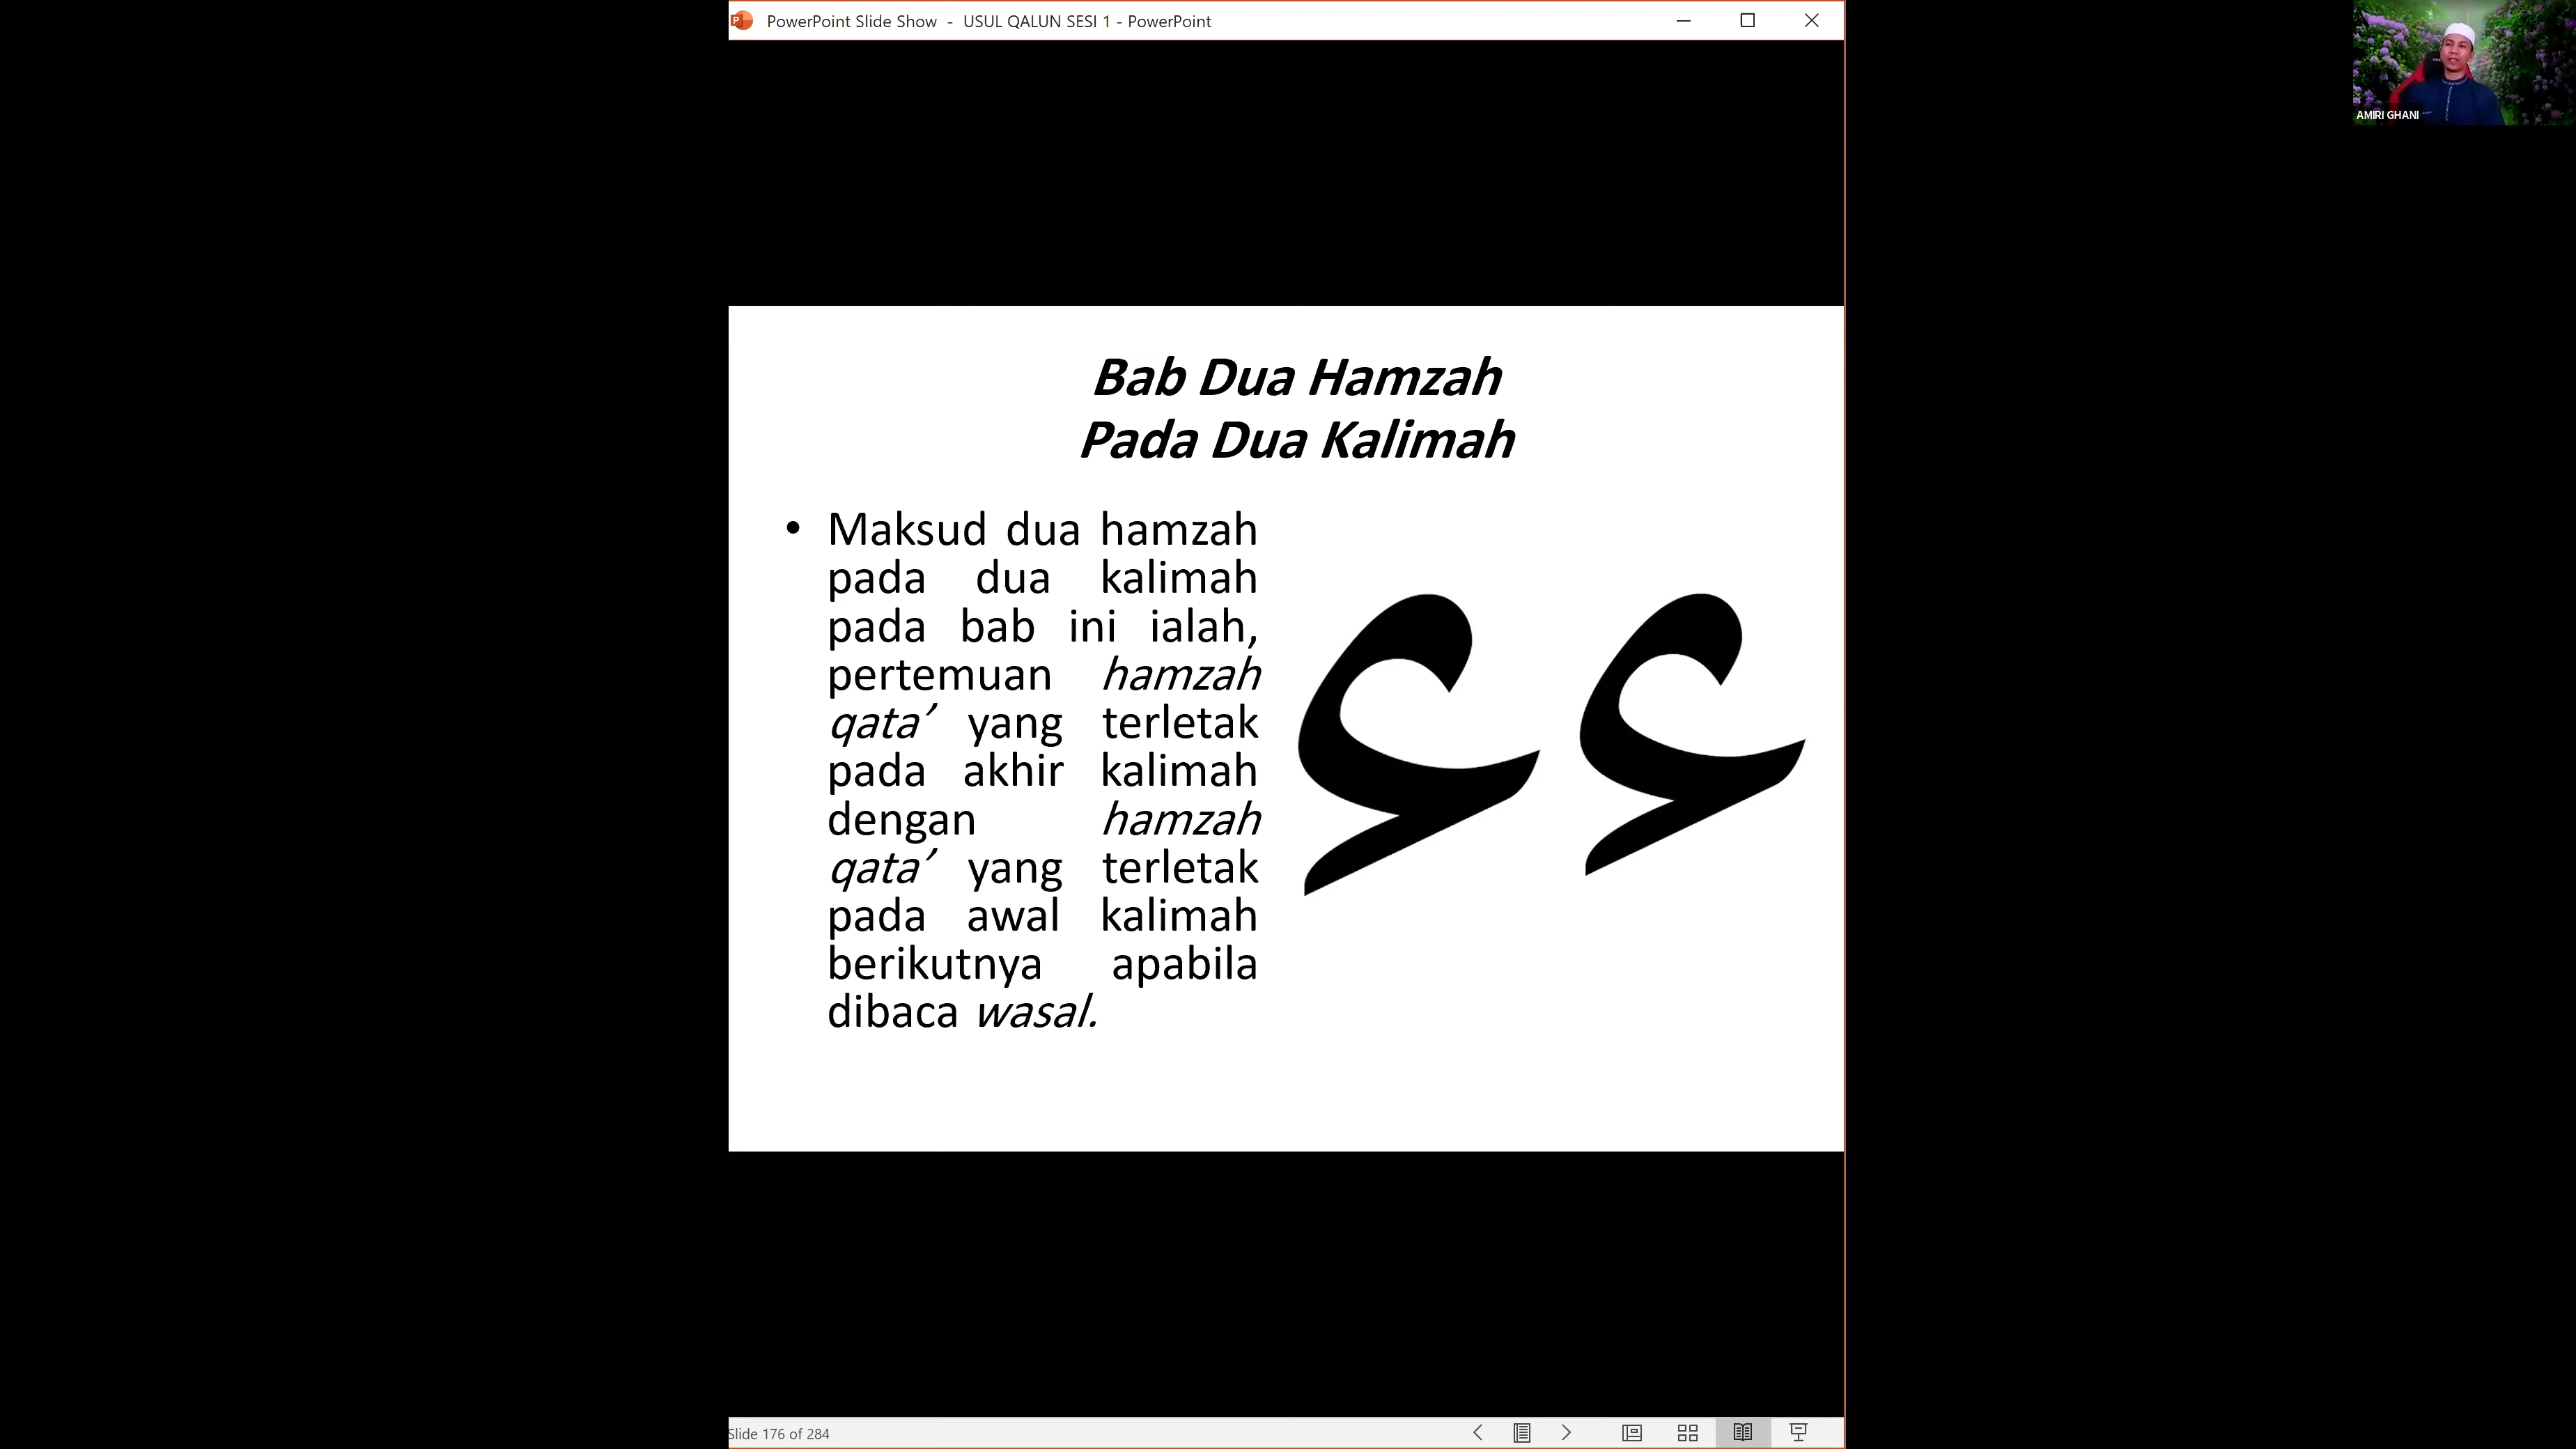 PowerPoint Slide Show - USUL QALUN SESI 1 - PowerPoint
AMIRI GHANI
Bab Dua Hamzah
Pada Dua Kalimah
• Maksud dua hamzah
pada dua kalimah
pada bab ini ialah,
pertemuan hamzah
qata’ yang terletak
pada akhir kalimah
dengan hamzah
qata’ yang terletak
pada awal kalimah
berikutnya apabila
dibaca wasal.
ء ء
Slide 176 of 284